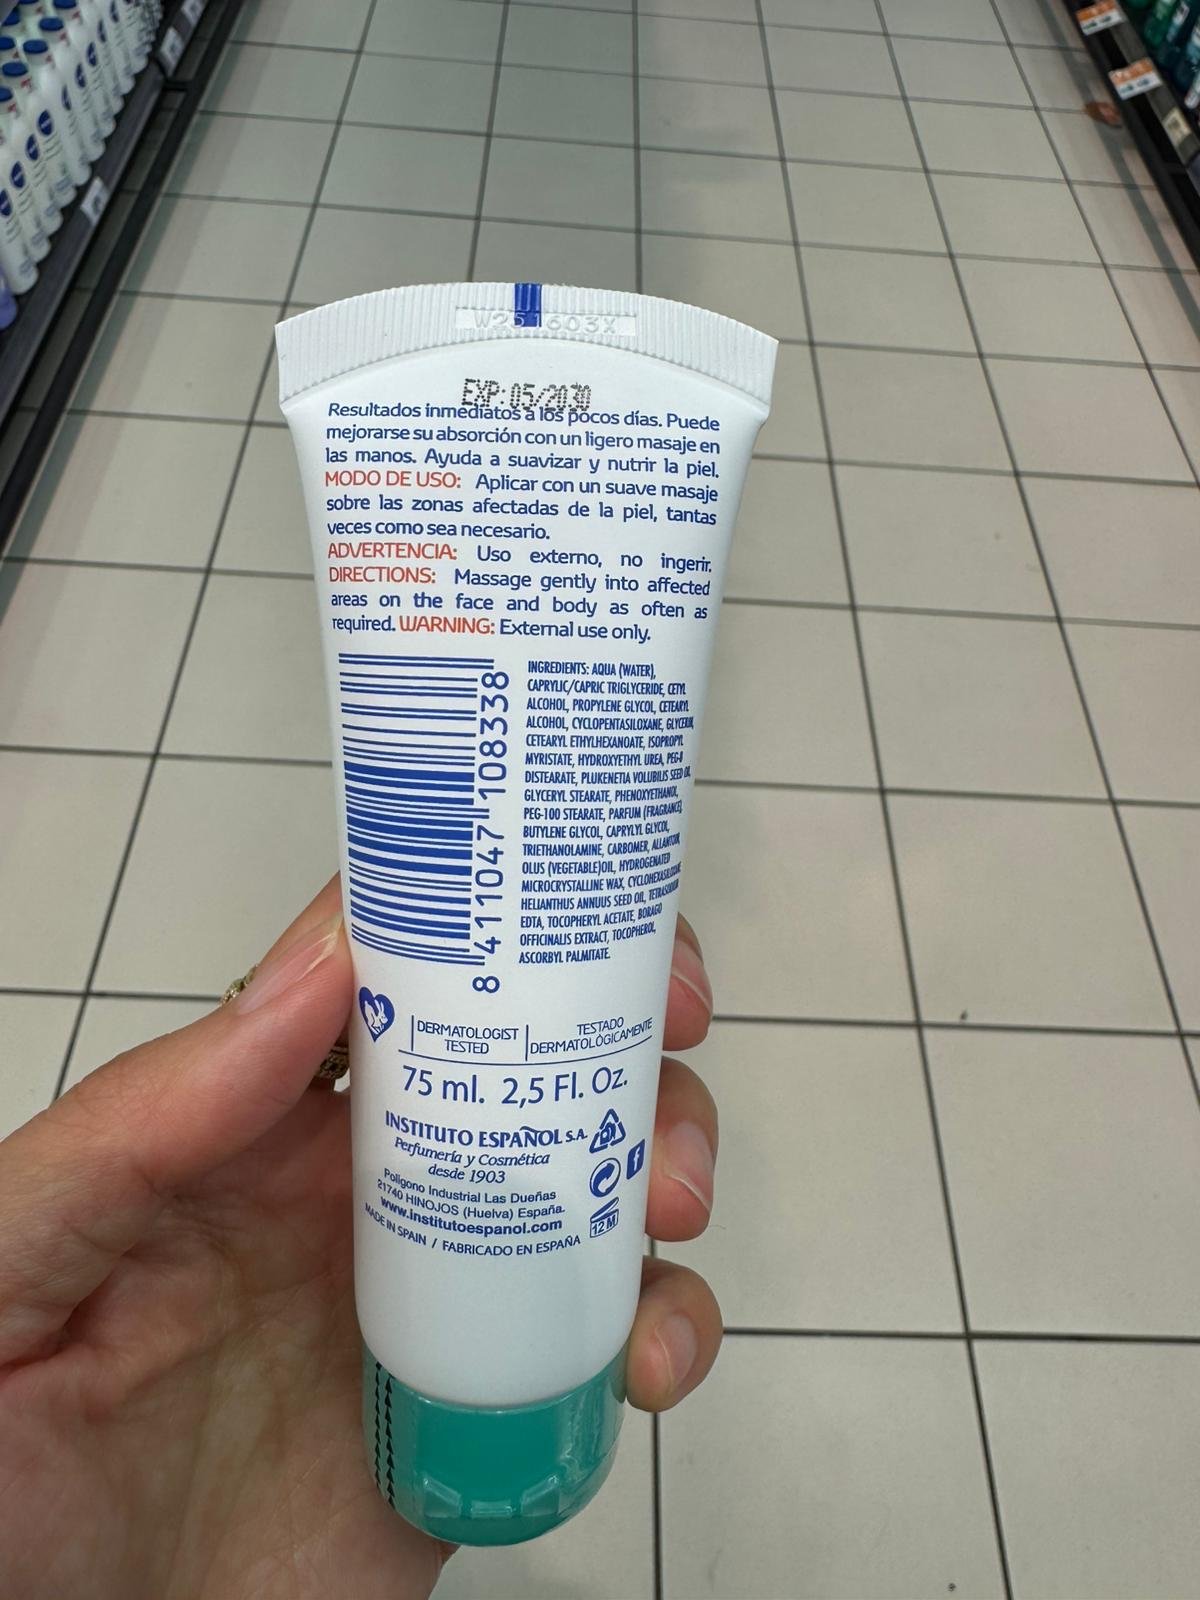 W251603X
EXP: 05/2030
Resultados inmediatos a los pocos días. Puede
mejorarse su absorción con un ligero masaje en
las manos. Ayuda a suavizar y nutrir la piel.
MODO DE USO: Aplicar con un suave masaje
sobre las zonas afectadas de la piel, tantas
veces como sea necesario.
ADVERTENCIA: Uso externo, no ingerir.
DIRECTIONS: Massage gently into affected
areas on the face and body as often as
required. WARNING: External use only.
8 411047 108338
INGREDIENTS: AQUA (WATER),
CAPRYLIC/CAPRIC TRIGLYCERIDE, CETYL
ALCOHOL, PROPYLENE GLYCOL, CETEARYL
ALCOHOL, CYCLOPENTASILOXANE, GLYCERIN,
CETEARYL ETHYLHEXANOATE, ISOPROPYL
MYRISTATE, HYDROXYETHYL UREA, PEG-8
DISTEARATE, PLUKENETIA VOLUBILIS SEED OIL,
GLYCERYL STEARATE, PHENOXYETHANOL,
PEG-100 STEARATE, PARFUM (FRAGRANCE),
BUTYLENE GLYCOL, CAPRYLYL GLYCOL,
TRIETHANOLAMINE, CARBOMER, ALLANTOIN,
OLUS (VEGETABLE)OIL, HYDROGENATED
MICROCRYSTALLINE WAX, CYCLOHEXASILOXANE
HELIANTHUS ANNUUS SEED OIL, TETRASODIUM
EDTA, TOCOPHERYL ACETATE, BORAGO
OFFICINALIS EXTRACT, TOCOPHEROL,
ASCORBYL PALMITATE.
DERMATOLOGIST
TESTED
TESTADO
DERMATOLÓGICAMENTE
75 ml. 2,5 Fl. Oz.
INSTITUTO ESPAÑOL S.A.
Perfumería y Cosmética
desde 1903
Polígono Industrial Las Dueñas
21740 HINOJOS (Huelva) España.
www.institutoespanol.com
MADE IN SPAIN / FABRICADO EN ESPAÑA
12 M